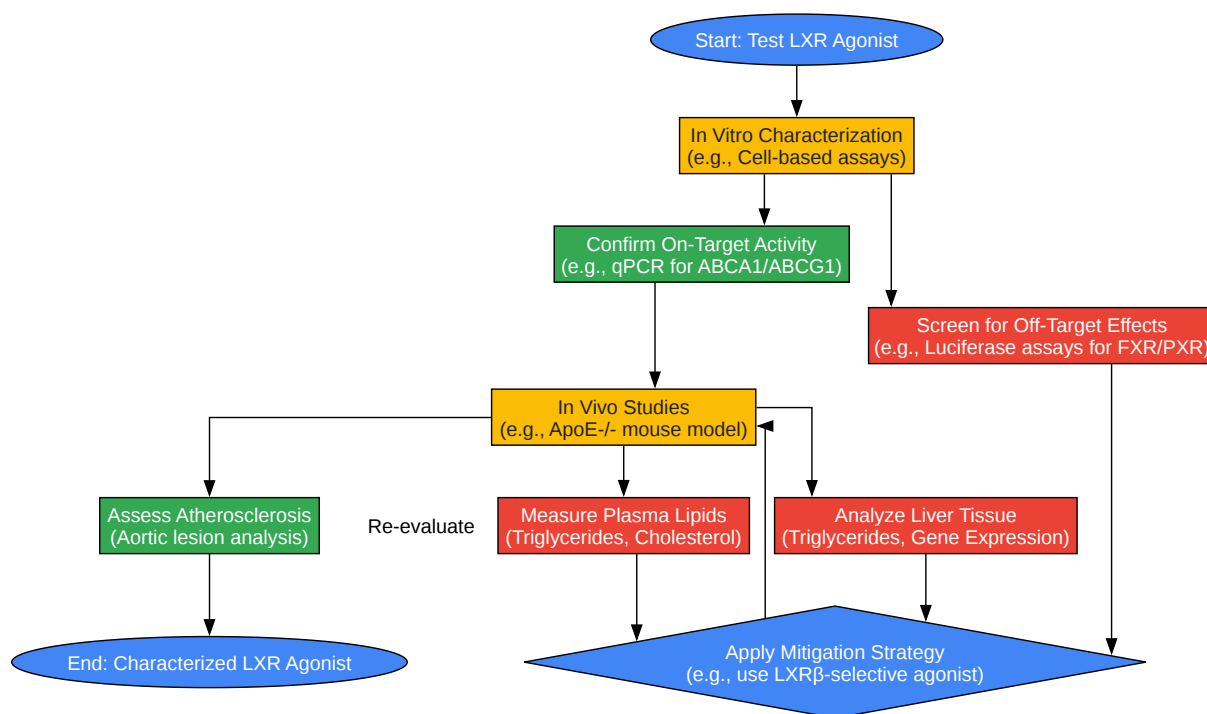 Start: Test LXR Agonist
In Vitro Characterization
(e.g., Cell-based assays)
Confirm On-Target Activity
(e.g., qPCR for ABCA1/ABCG1)
Screen for Off-Target Effects
(e.g., Luciferase assays for FXR/PXR)
In Vivo Studies
(e.g., ApoE-/- mouse model)
Assess Atherosclerosis
(Aortic lesion analysis)
Re-evaluate
Measure Plasma Lipids
(Triglycerides, Cholesterol)
Analyze Liver Tissue
(Triglycerides, Gene Expression)
End: Characterized LXR Agonist
Apply Mitigation Strategy
(e.g., use LXRβ-selective agonist)